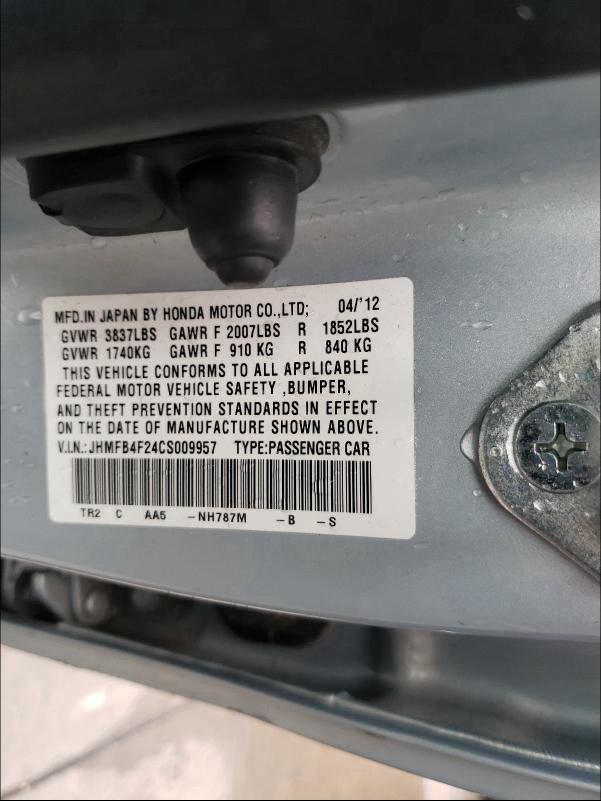 MFD.IN JAPAN BY HONDA MOTOR CO.,LTD; 04/'12
GVWR 3837LBS GAWR F 2007LBS R 1852LBS
GVWR 1740KG GAWR F 910 KG R 840 KG
THIS VEHICLE CONFORMS TO ALL APPLICABLE
FEDERAL MOTOR VEHICLE SAFETY ,BUMPER,
AND THEFT PREVENTION STANDARDS IN EFFECT
ON THE DATE OF MANUFACTURE SHOWN ABOVE.
V.I.N.:JHMFB4F24CS009957 TYPE:PASSENGER CAR
TR2 C AA5 -NH787M -B -S